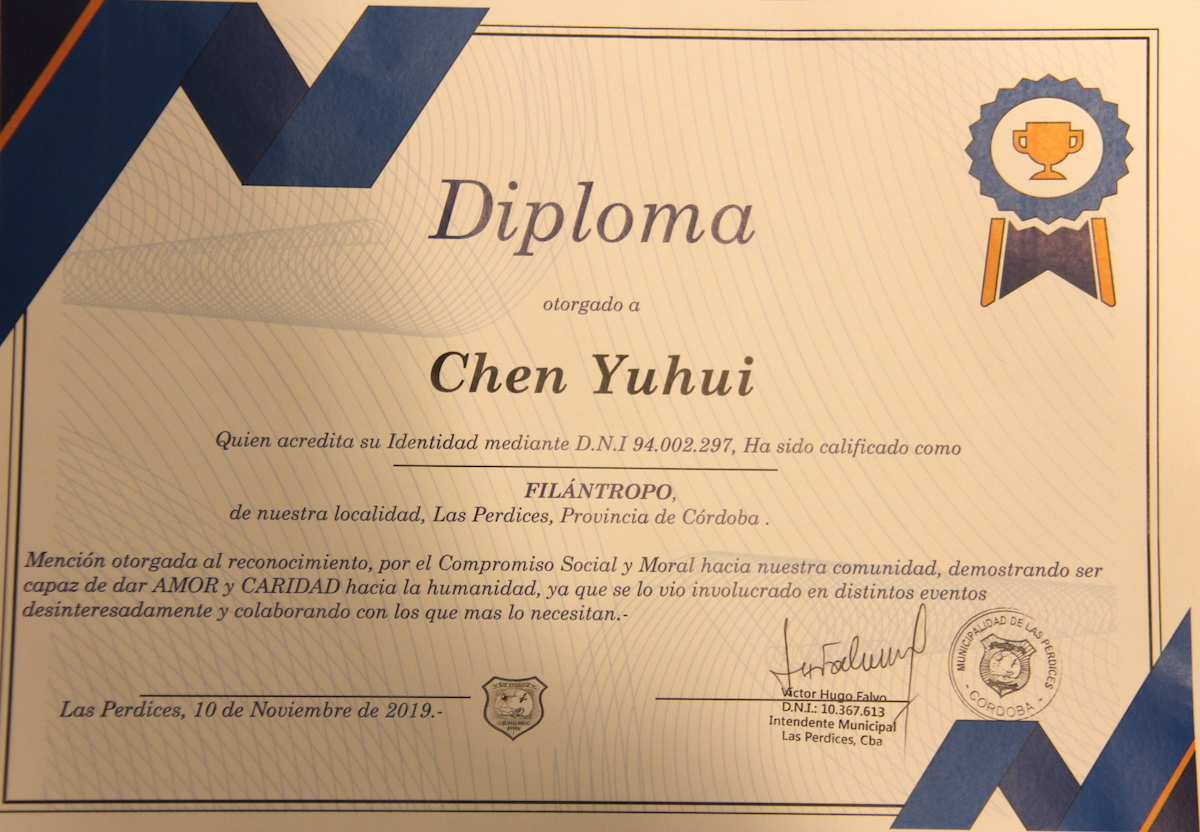 Diploma
otorgado a
Chen Yuhui
Quien acredita su Identidad mediante D.N.I 94.002.297, Ha sido calificado como
FILÁNTROPO,
de nuestra localidad, Las Perdices, Provincia de Córdoba .
Mención otorgada al reconocimiento, por el Compromiso Social y Moral hacia nuestra comunidad, demostrando ser
capaz de dar AMOR y CARIDAD hacia la humanidad, ya que se lo vio involucrado en distintos eventos
desinteresadamente y colaborando con los que mas lo necesitan.-
Las Perdices, 10 de Noviembre de 2019.-
Victor Hugo Falvo
D.N.I.: 10.367.613
Intendente Municipal
Las Perdices, Cba
MUNICIPALIDAD DE LAS PERDICES
- CORDOBA -